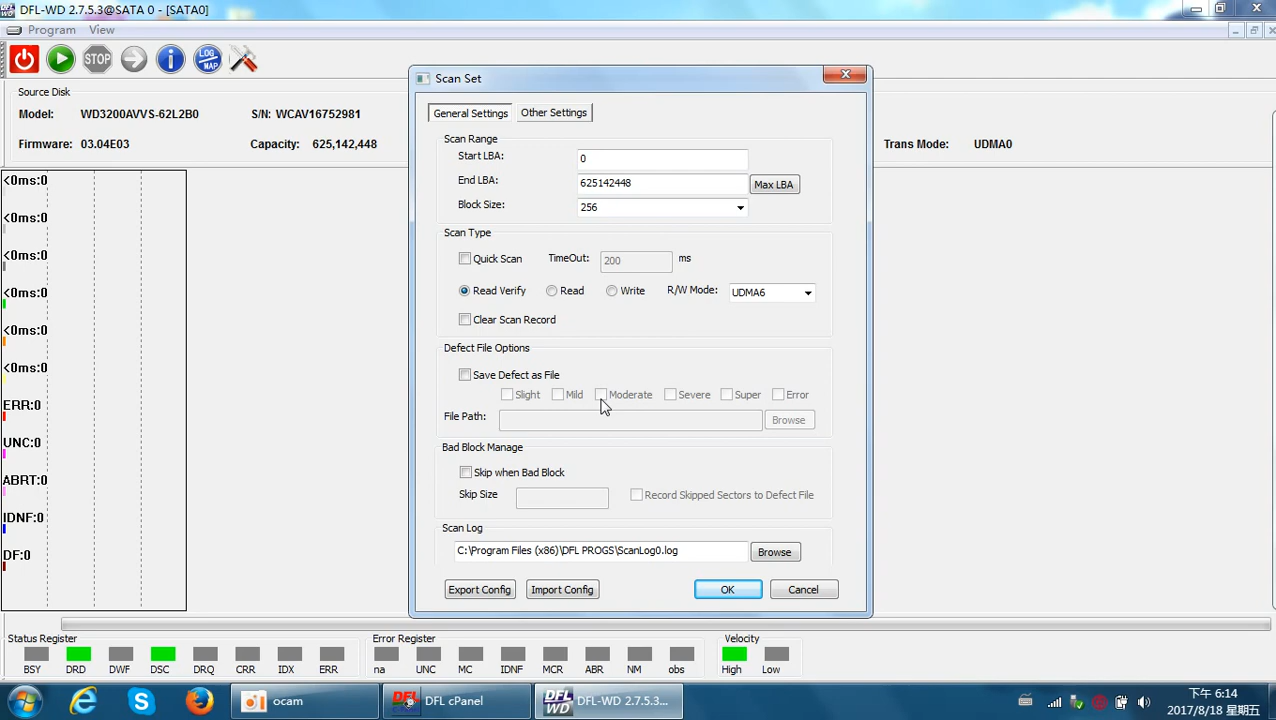 DFL-WD 2.7.5.3@SATA 0 - [SATA0]
Program View
STOP
LOG MAP
Source Disk
Model: WD3200AVVS-62L2B0 S/N: WCAV16752981
Firmware: 03.04E03 Capacity: 625,142,448 Trans Mode: UDMA0
<0ms:0
<0ms:0
<0ms:0
<0ms:0
<0ms:0
<0ms:0
ERR:0
UNC:0
ABRT:0
IDNF:0
DF:0
Scan Set
General Settings Other Settings
Scan Range
Start LBA: 0
End LBA: 625142448 Max LBA
Block Size: 256
Scan Type
Quick Scan TimeOut: 200 ms
Read Verify Read Write R/W Mode: UDMA6
Clear Scan Record
Defect File Options
Save Defect as File
Slight Mild Moderate Severe Super Error
File Path: Browse
Bad Block Manage
Skip when Bad Block
Skip Size Record Skipped Sectors to Defect File
Scan Log
C:\Program Files (x86)\DFL PROGS\ScanLog0.log Browse
Export Config Import Config OK Cancel
Status Register Error Register Velocity
BSY DRD DWF DSC DRQ CRR IDX ERR na UNC MC IDNF MCR ABR NM obs High Low
ocam DFL cPanel DFL WD DFL-WD 2.7.5.3...
下午 6:14
2017/8/18 星期五